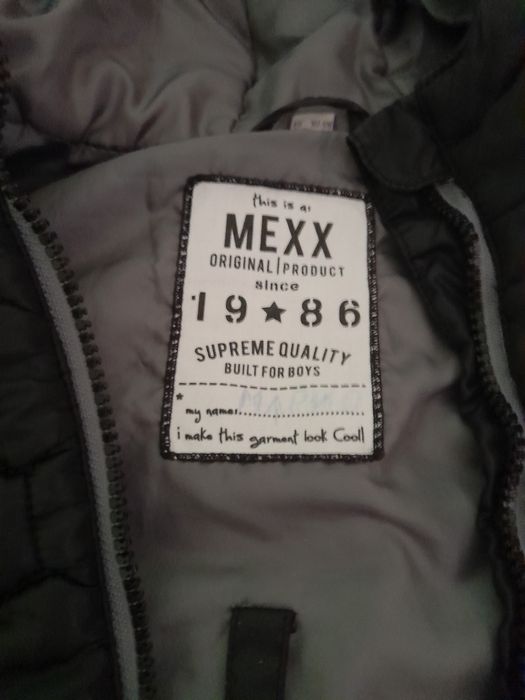 this is a:
MEXX
ORIGINAL|PRODUCT
since
19★86
SUPREME QUALITY
BUILT FOR BOYS
*
my name:
i make this garment look Cool!